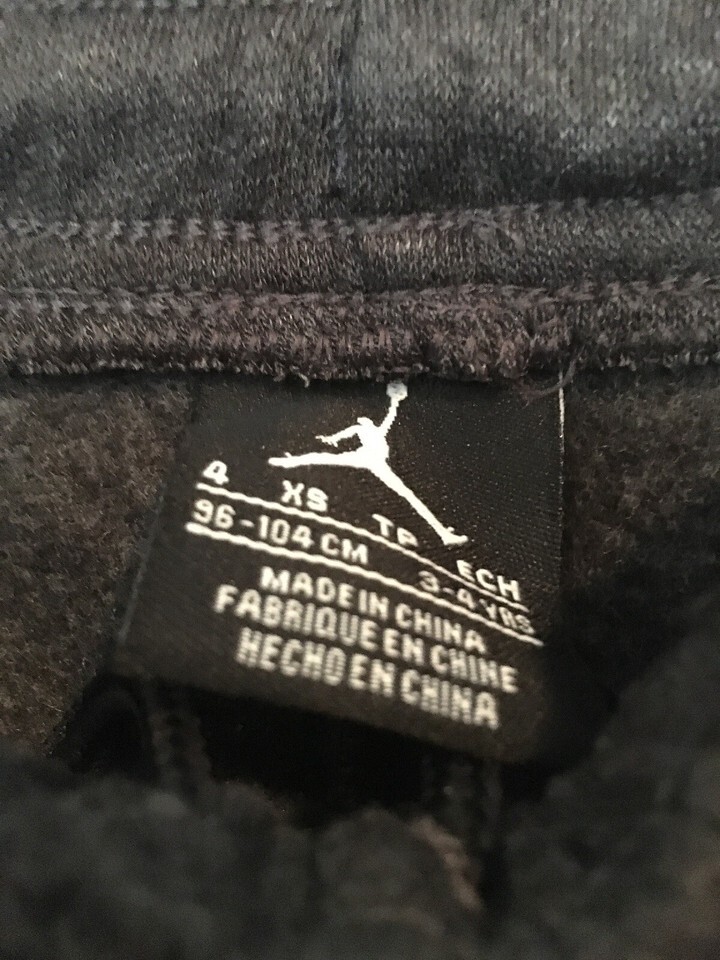 4 XS TP ECH
96-104 CM 3-4 YRS
MADE IN CHINA
FABRIQUE EN CHINE
HECHO EN CHINA